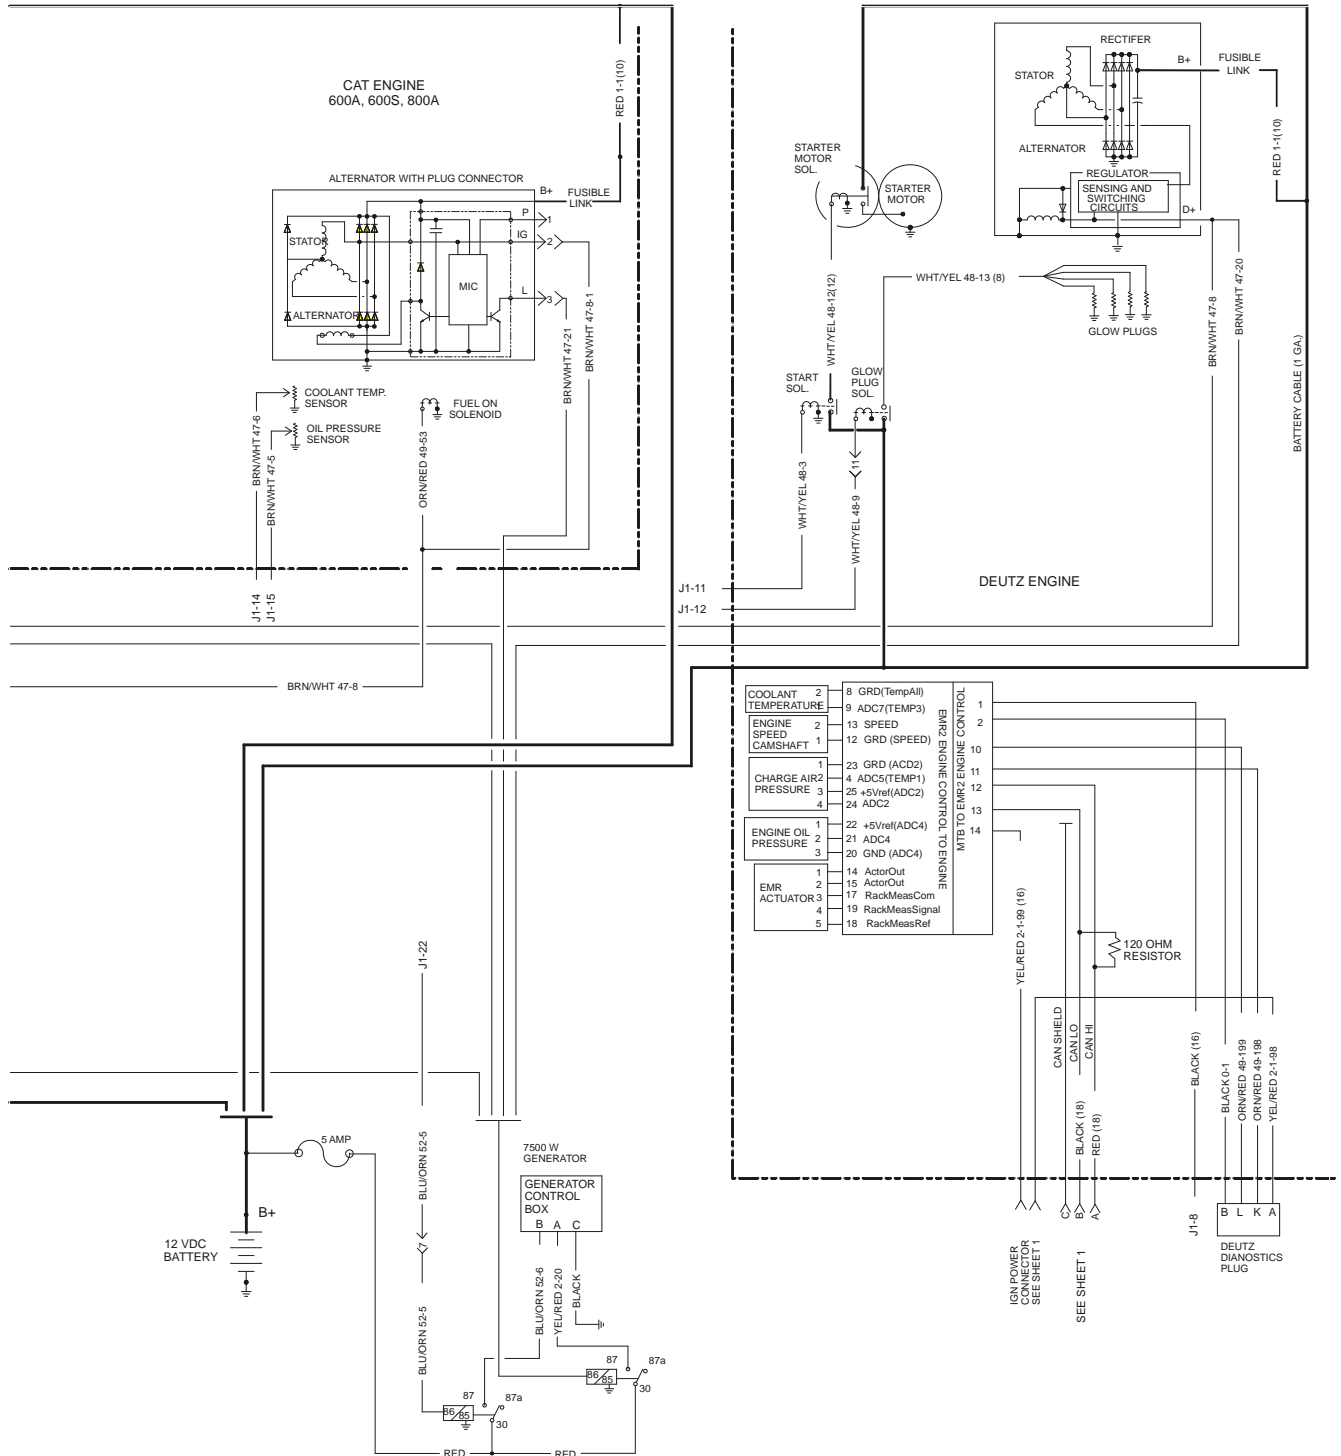 CAT ENGINE
600A, 600S, 800A
RED 1-1(10)
ALTERNATOR WITH PLUG CONNECTOR
B+
FUSIBLE
LINK
P
1
IG
2
L
3
STATOR
ALTERNATOR
MIC
BRN/WHT 47-21
BRN/WHT 47-8-1
COOLANT TEMP.
SENSOR
OIL PRESSURE
SENSOR
FUEL ON
SOLENOID
BRN/WHT 47-6
BRN/WHT 47-5
ORN/RED 49-53
J1-14
J1-15
BRN/WHT 47-8
RECTIFER
STATOR
ALTERNATOR
B+
FUSIBLE
LINK
RED 1-1(10)
REGULATOR
SENSING AND
SWITCHING
CIRCUITS
D+
STARTER
MOTOR
SOL.
STARTER
MOTOR
WHT/YEL 48-12(12)
WHT/YEL 48-13 (8)
GLOW PLUGS
BRN/WHT 47-8
BRN/WHT 47-20
BATTERY CABLE (1 GA.)
START
SOL.
GLOW
PLUG
SOL.
11
WHT/YEL 48-3
WHT/YEL 48-9
J1-11
J1-12
DEUTZ ENGINE
COOLANT
TEMPERATURE
2
1
8 GRD(TempAll)
9 ADC7(TEMP3)
ENGINE
SPEED
CAMSHAFT
2
1
13 SPEED
12 GRD (SPEED)
CHARGE AIR
PRESSURE
1
2
3
4
23 GRD (ACD2)
4 ADC5(TEMP1)
25 +5Vref(ADC2)
24 ADC2
ENGINE OIL
PRESSURE
1
2
3
22 +5Vref(ADC4)
21 ADC4
20 GND (ADC4)
EMR
ACTUATOR
1
2
3
4
5
14 ActorOut
15 ActorOut
17 RackMeasCom
19 RackMeasSignal
18 RackMeasRef
EMR2 ENGINE CONTROL TO ENGINE
MTB TO EMR2 ENGINE CONTROL
1
2
10
11
12
13
14
120 OHM
RESISTOR
YEL/RED 2-1-99 (16)
CAN SHIELD
CAN LO
CAN HI
BLACK (18)
RED (18)
BLACK (16)
BLACK 0-1
ORN/RED 49-199
ORN/RED 49-198
YEL/RED 2-1-98
IGN POWER
CONNECTOR
SEE SHEET 1
C
B
A
SEE SHEET 1
J1-8
B L K A
DEUTZ
DIANOSTICS
PLUG
J1-22
BLU/ORN 52-5
7
BLU/ORN 52-5
5 AMP
B+
12 VDC
BATTERY
7500 W
GENERATOR
GENERATOR
CONTROL
BOX
B A C
BLU/ORN 52-6
YEL/RED 2-20
BLACK
87
87a
86
85
30
87
87a
86
85
30
RED
RED